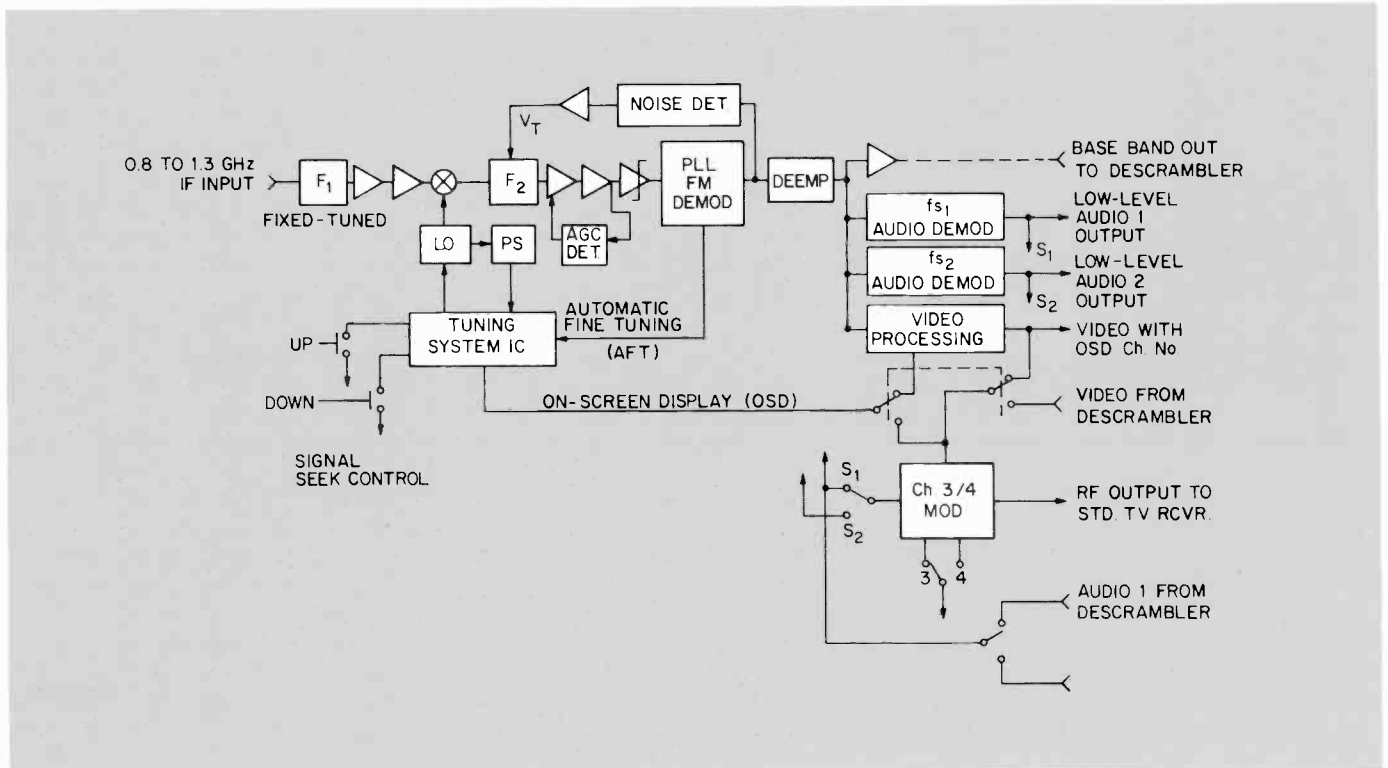 NOISE DET.
V_T
0.8 TO 1.3 GHz
IF INPUT
F₁
FIXED-TUNED
F₂
PLL
FM
DEMOD
DEEMP
BASE BAND OUT
TO DESCRAMBLER
LO
PS
AGC
DET.
fs₁
AUDIO DEMOD
LOW-LEVEL
AUDIO 1
OUTPUT
S₁
fs₂
AUDIO DEMOD
LOW-LEVEL
AUDIO 2
OUTPUT
S₂
TUNING
SYSTEM IC
AUTOMATIC
FINE TUNING
(AFT)
VIDEO
PROCESSING
VIDEO WITH
OSD Ch. No.
UP
DOWN
ON-SCREEN DISPLAY (OSD)
VIDEO FROM
DESCRAMBLER
SIGNAL
SEEK CONTROL
S₁
S₂
Ch. 3/4
MOD
RF OUTPUT TO
STD. TV RCVR.
3 4
AUDIO 1 FROM
DESCRAMBLER